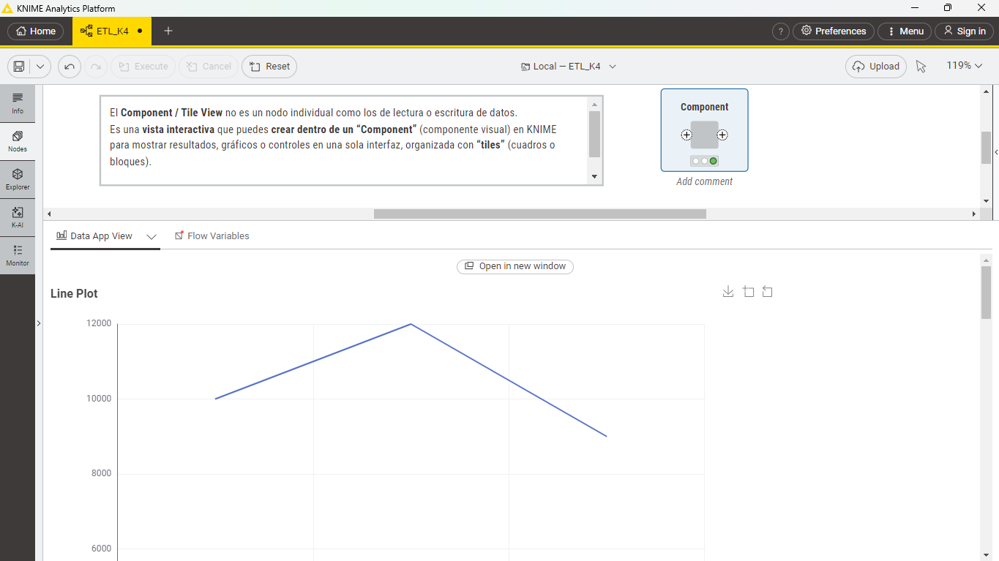 KNIME Analytics Platform
Home
ETL_K4
?
Preferences
Menu
Sign in
Execute
Cancel
Reset
Local — ETL_K4
Upload
119%
Info
Nodes
Explorer
K-AI
Monitor
El Component / Tile View no es un nodo individual como los de lectura o escritura de datos.
Es una vista interactiva que puedes crear dentro de un “Component” (componente visual) en KNIME
para mostrar resultados, gráficos o controles en una sola interfaz, organizada con “tiles” (cuadros o
bloques).
Component
Add comment
Data App View
Flow Variables
Open in new window
Line Plot
12000
10000
8000
6000